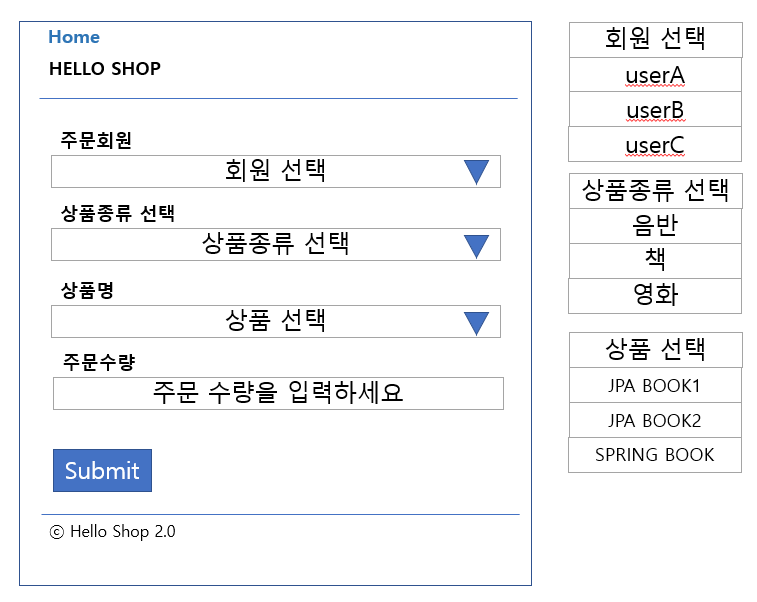 Home
HELLO SHOP
주문회원
회원 선택
상품종류 선택
상품종류 선택
상품명
상품 선택
주문수량
주문 수량을 입력하세요
Submit
ⓒ Hello Shop 2.0
회원 선택
userA
userB
userC
상품종류 선택
음반
책
영화
상품 선택
JPA BOOK1
JPA BOOK2
SPRING BOOK